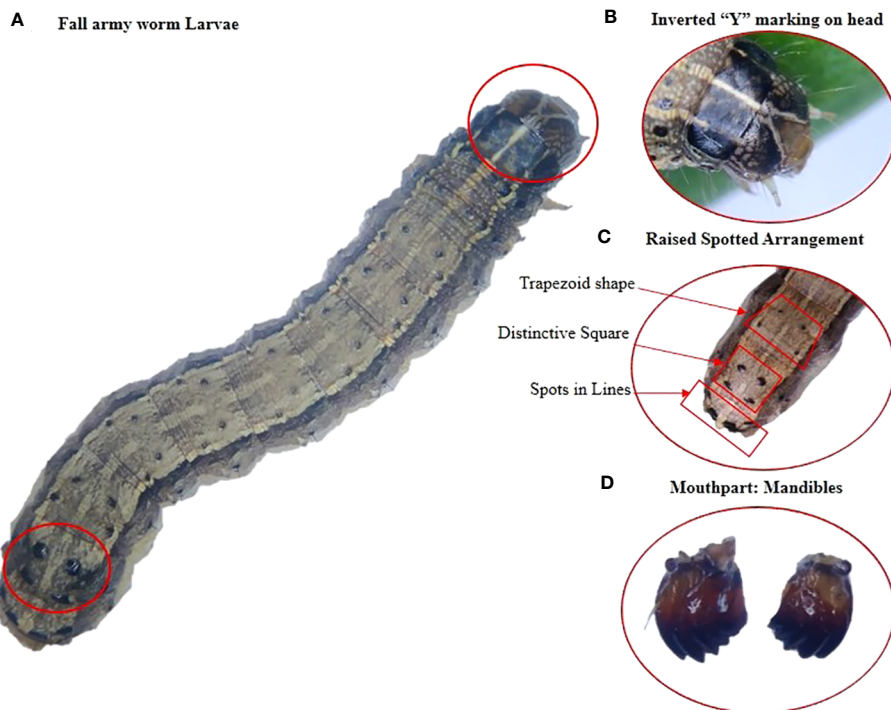 A
Fall army worm Larvae
B
Inverted “Y” marking on head
C
Raised Spotted Arrangement
Trapezoid shape
Distinctive Square
Spots in Lines
D
Mouthpart: Mandibles